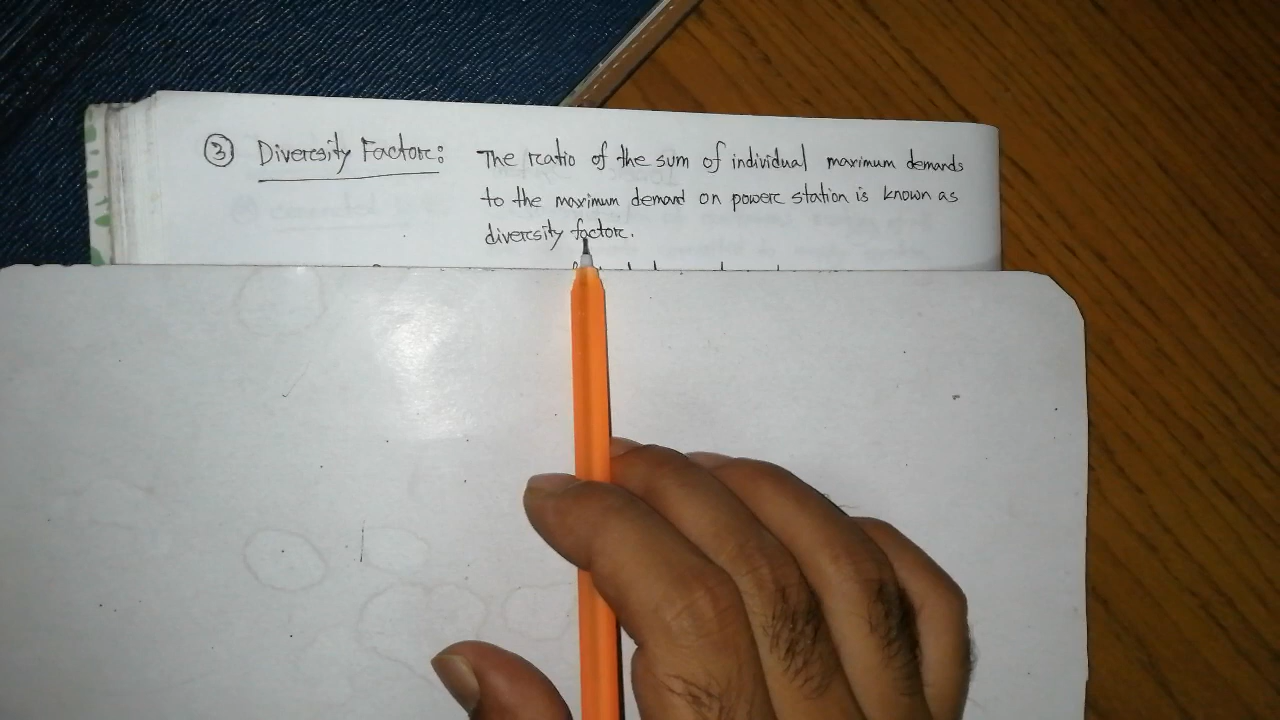 ③ Diversity Factor: The ratio of the sum of individual maximum demands
to the maximum demand on power station is known as
diversity factor.